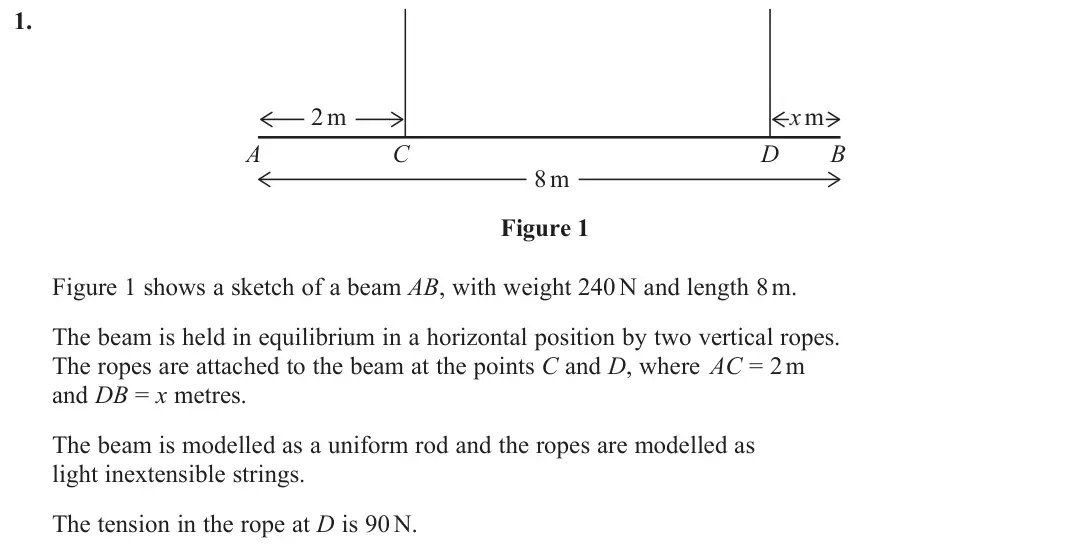 1.
2 m
x m
A
C
D
B
8 m
Figure 1
Figure 1 shows a sketch of a beam AB, with weight 240 N and length 8 m.
The beam is held in equilibrium in a horizontal position by two vertical ropes.
The ropes are attached to the beam at the points C and D, where AC = 2 m
and DB = x metres.
The beam is modelled as a uniform rod and the ropes are modelled as
light inextensible strings.
The tension in the rope at D is 90 N.